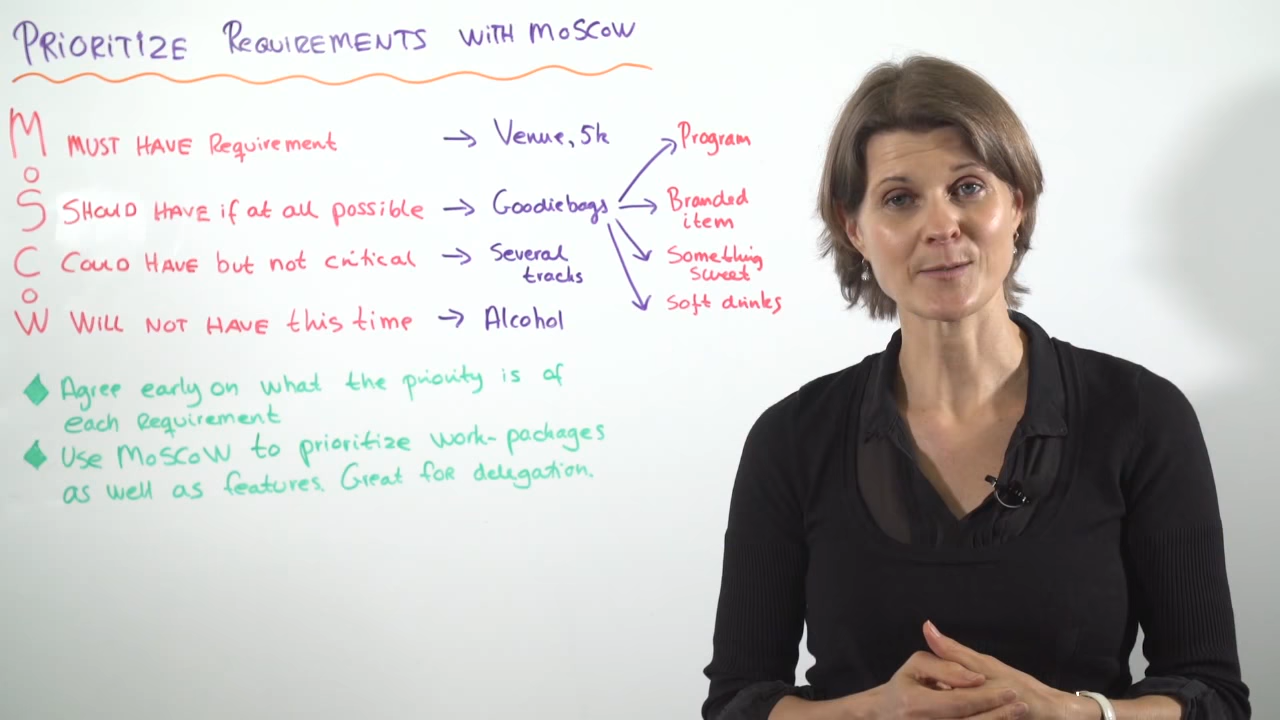 PRIORITIZE REQUIREMENTS WITH MoSCoW
M MUST HAVE Requirement → Venue, 5k
o
S SHOULD HAVE if at all possible → Goodiebags
C COULD HAVE but not critical → Several tracks
o
W WILL NOT HAVE this time → Alcohol
Program
Branded
item
Something
sweet
Soft drinks
Agree early on what the priority is of
each Requirement
Use MoSCoW to prioritize work-packages
as well as features. Great for delegation.